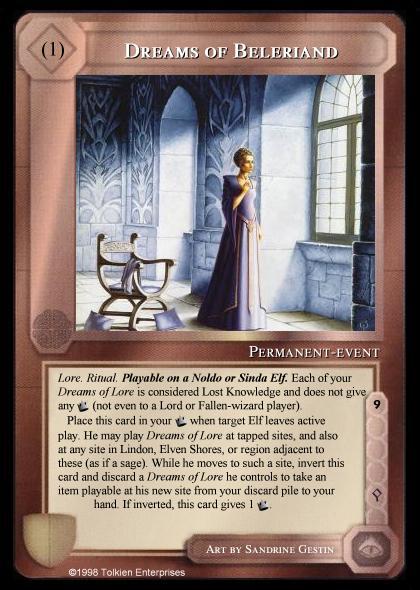 (1)
DREAMS OF BELERIAND
PERMANENT-EVENT
Lore. Ritual. Playable on a Noldo or Sinda Elf. Each of your
Dreams of Lore is considered Lost Knowledge and does not give
any (not even to a Lord or Fallen-wizard player).
Place this card in your when target Elf leaves active
play. He may play Dreams of Lore at tapped sites, and also
at any site in Lindon, Elven Shores, or region adjacent to
these (as if a sage). While he moves to such a site, invert this
card and discard a Dreams of Lore he controls to take an
item playable at his new site from your discard pile to your
hand. If inverted, this card gives 1 .
9
ART BY SANDRINE GESTIN
©1998 Tolkien Enterprises